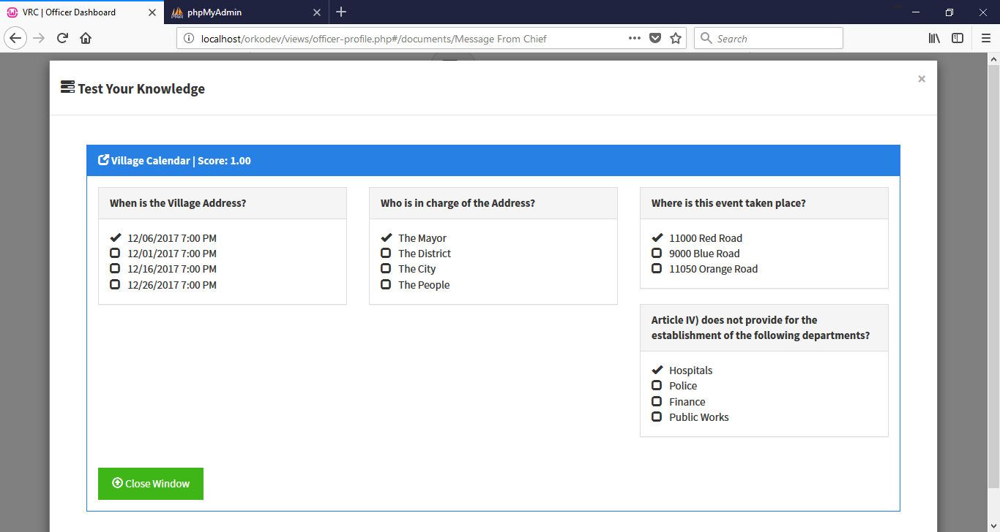 VRC | Officer Dashboard
phpMyAdmin
localhost/orkodev/views/officer-profile.php#/documents/Message From Chief
Search
Test Your Knowledge
×
Village Calendar | Score: 1.00
When is the Village Address?
12/06/2017 7:00 PM
12/01/2017 7:00 PM
12/16/2017 7:00 PM
12/26/2017 7:00 PM
Who is in charge of the Address?
The Mayor
The District
The City
The People
Where is this event taken place?
11000 Red Road
9000 Blue Road
11050 Orange Road
Article IV) does not provide for the
establishment of the following departments?
Hospitals
Police
Finance
Public Works
Close Window